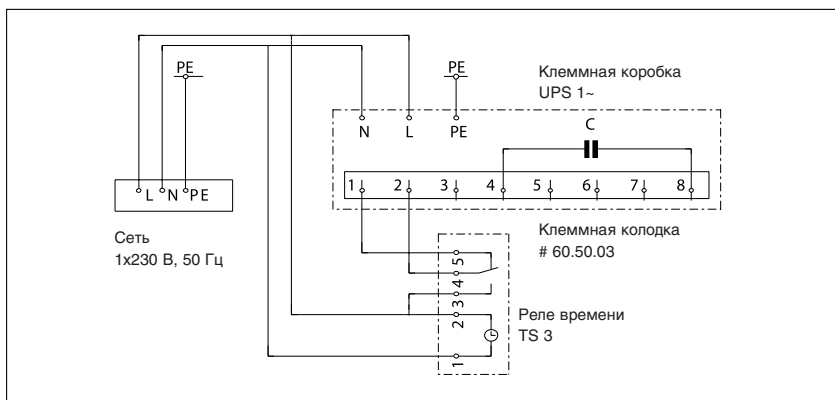 PE
PE
Клеммная коробка
UPS 1~
N L PE
C
1 2 3 4 5 6 7 8
L N PE
Сеть
1x230 В, 50 Гц
Клеммная колодка
# 60.50.03
5
4
3
2
1
Реле времени
TS 3